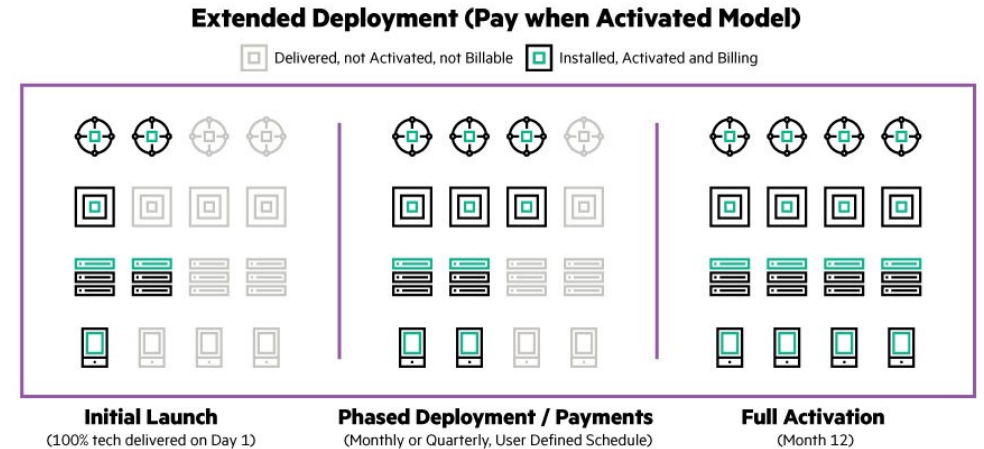 Extended Deployment (Pay when Activated Model)
Delivered, not Activated, not Billable
Installed, Activated and Billing
Initial Launch
(100% tech delivered on Day 1)
Phased Deployment / Payments
(Monthly or Quarterly, User Defined Schedule)
Full Activation
(Month 12)